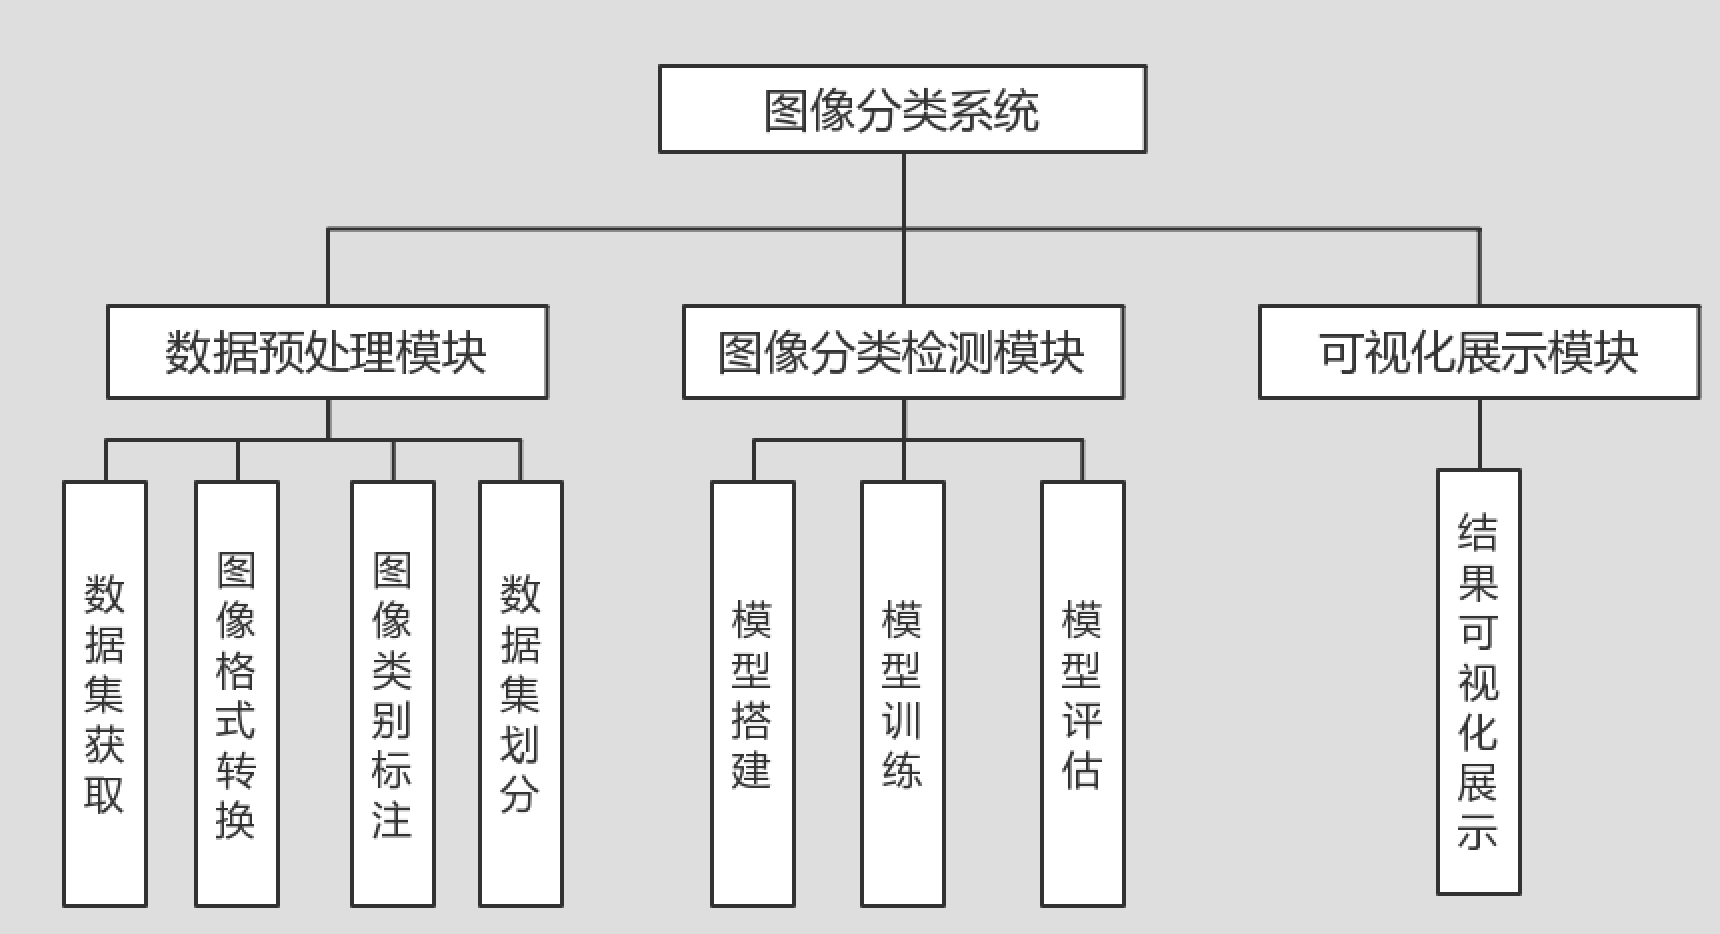 图像分类系统
数据预处理模块
图像分类检测模块
可视化展示模块
数据集获取
图像格式转换
图像类别标注
数据集划分
模型搭建
模型训练
模型评估
结果可视化展示